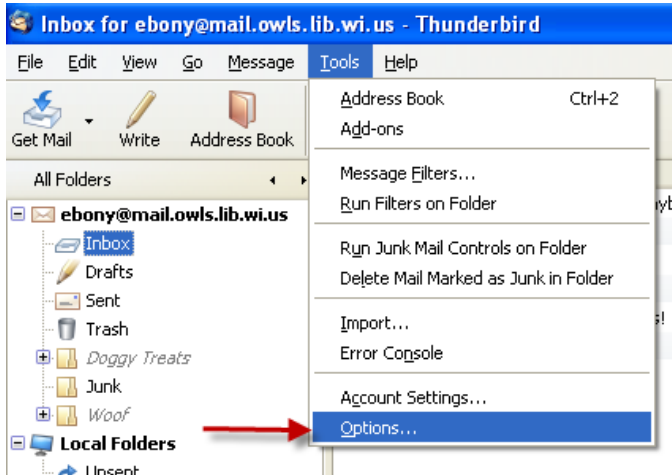 Inbox for ebony@mail.owls.lib.wi.us - Thunderbird
File Edit View Go Message Tools Help
Get Mail Write Address Book
All Folders
ebony@mail.owls.lib.wi.us
Inbox
Drafts
Sent
Trash
Doggy Treats
Junk
Woof
Local Folders
Unsent
Address Book Ctrl+2
Add-ons
Message Filters...
Run Filters on Folder
Run Junk Mail Controls on Folder
Delete Mail Marked as Junk in Folder
Import...
Error Console
Account Settings...
Options...